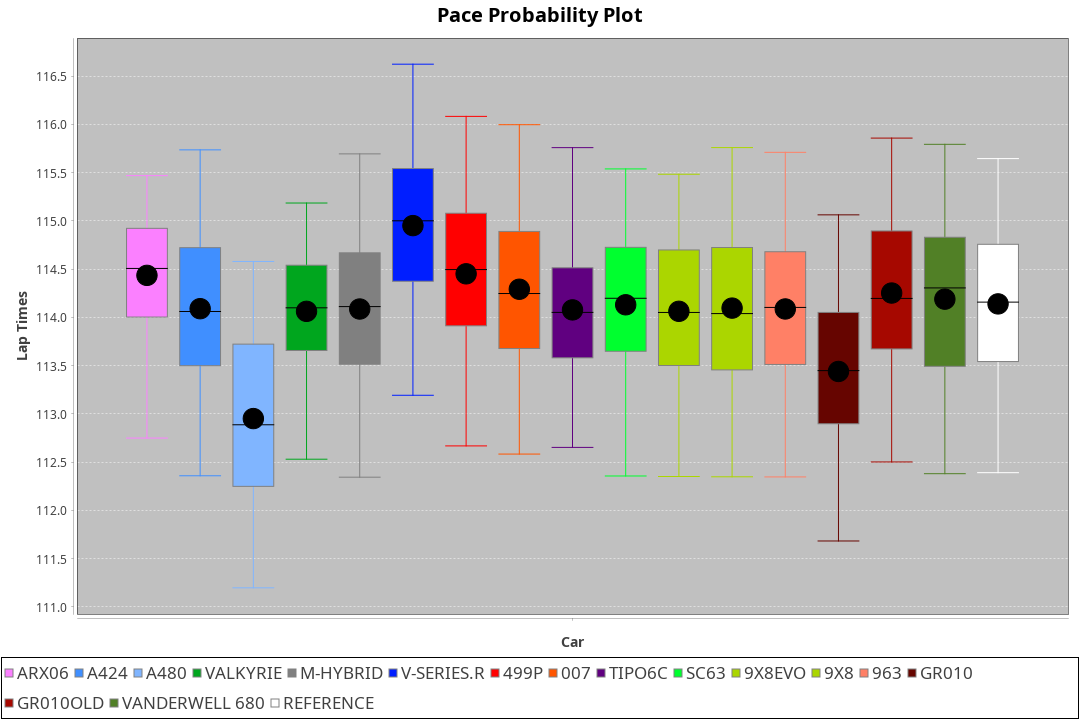 Pace Probability Plot
116.5
116.0
115.5
115.0
114.5
114.0
113.5
113.0
112.5
112.0
111.5
111.0
Lap Times
Car
ARX06 A424 A480 VALKYRIE M-HYBRID V-SERIES.R 499P 007 TIPO6C SC63 9X8EVO 9X8 963 GR010
GR010OLD VANDERWELL 680 REFERENCE